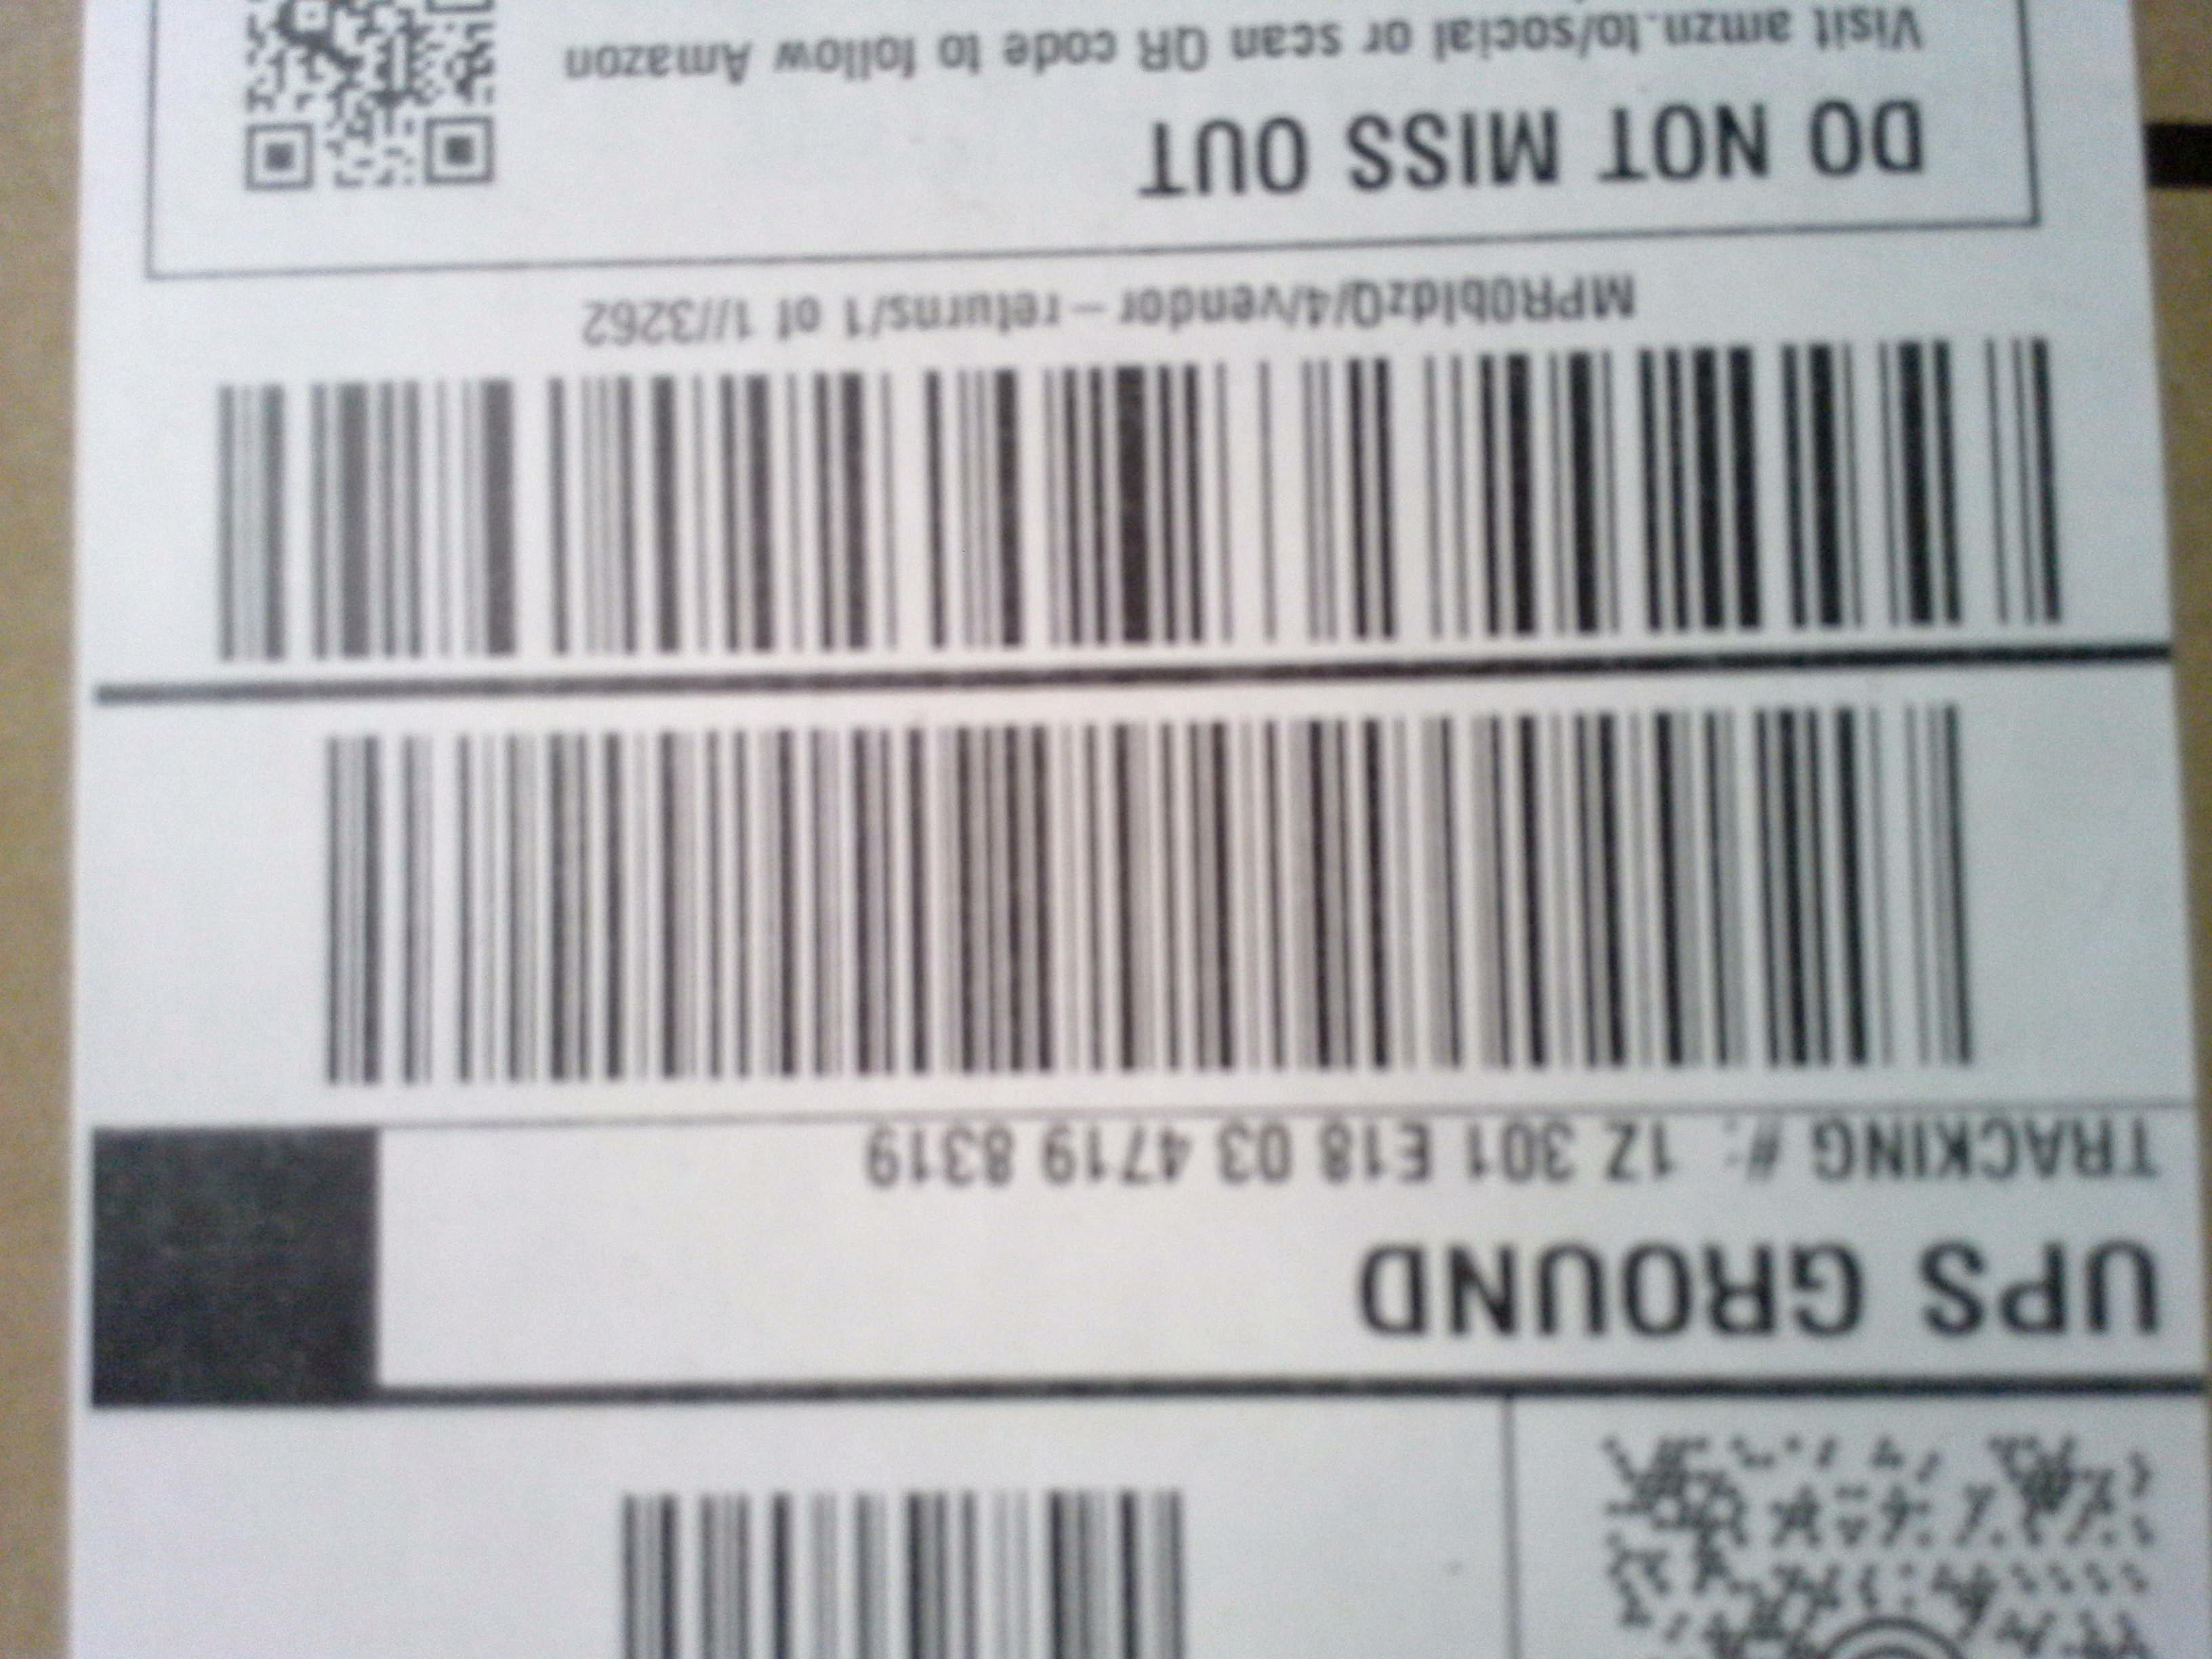 UPS GROUND
TRACKING #: 1Z 301 E18 03 4719 8319
MPR0bldzQ/4/vendor-returns/1 of 1//3262
DO NOT MISS OUT
Visit amzn.to/social or scan QR code to follow Amazon